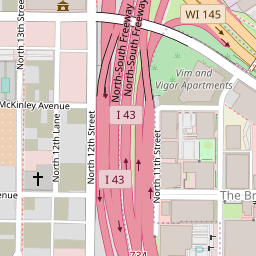 WI 145
North 13th Street
North-South Freeway
North-South Freeway
Vim and
Vigor Apartments
McKinley Avenue
I 43
North 12th Lane
North 12th Street
North 11th Street
I 43
The Br
734
P